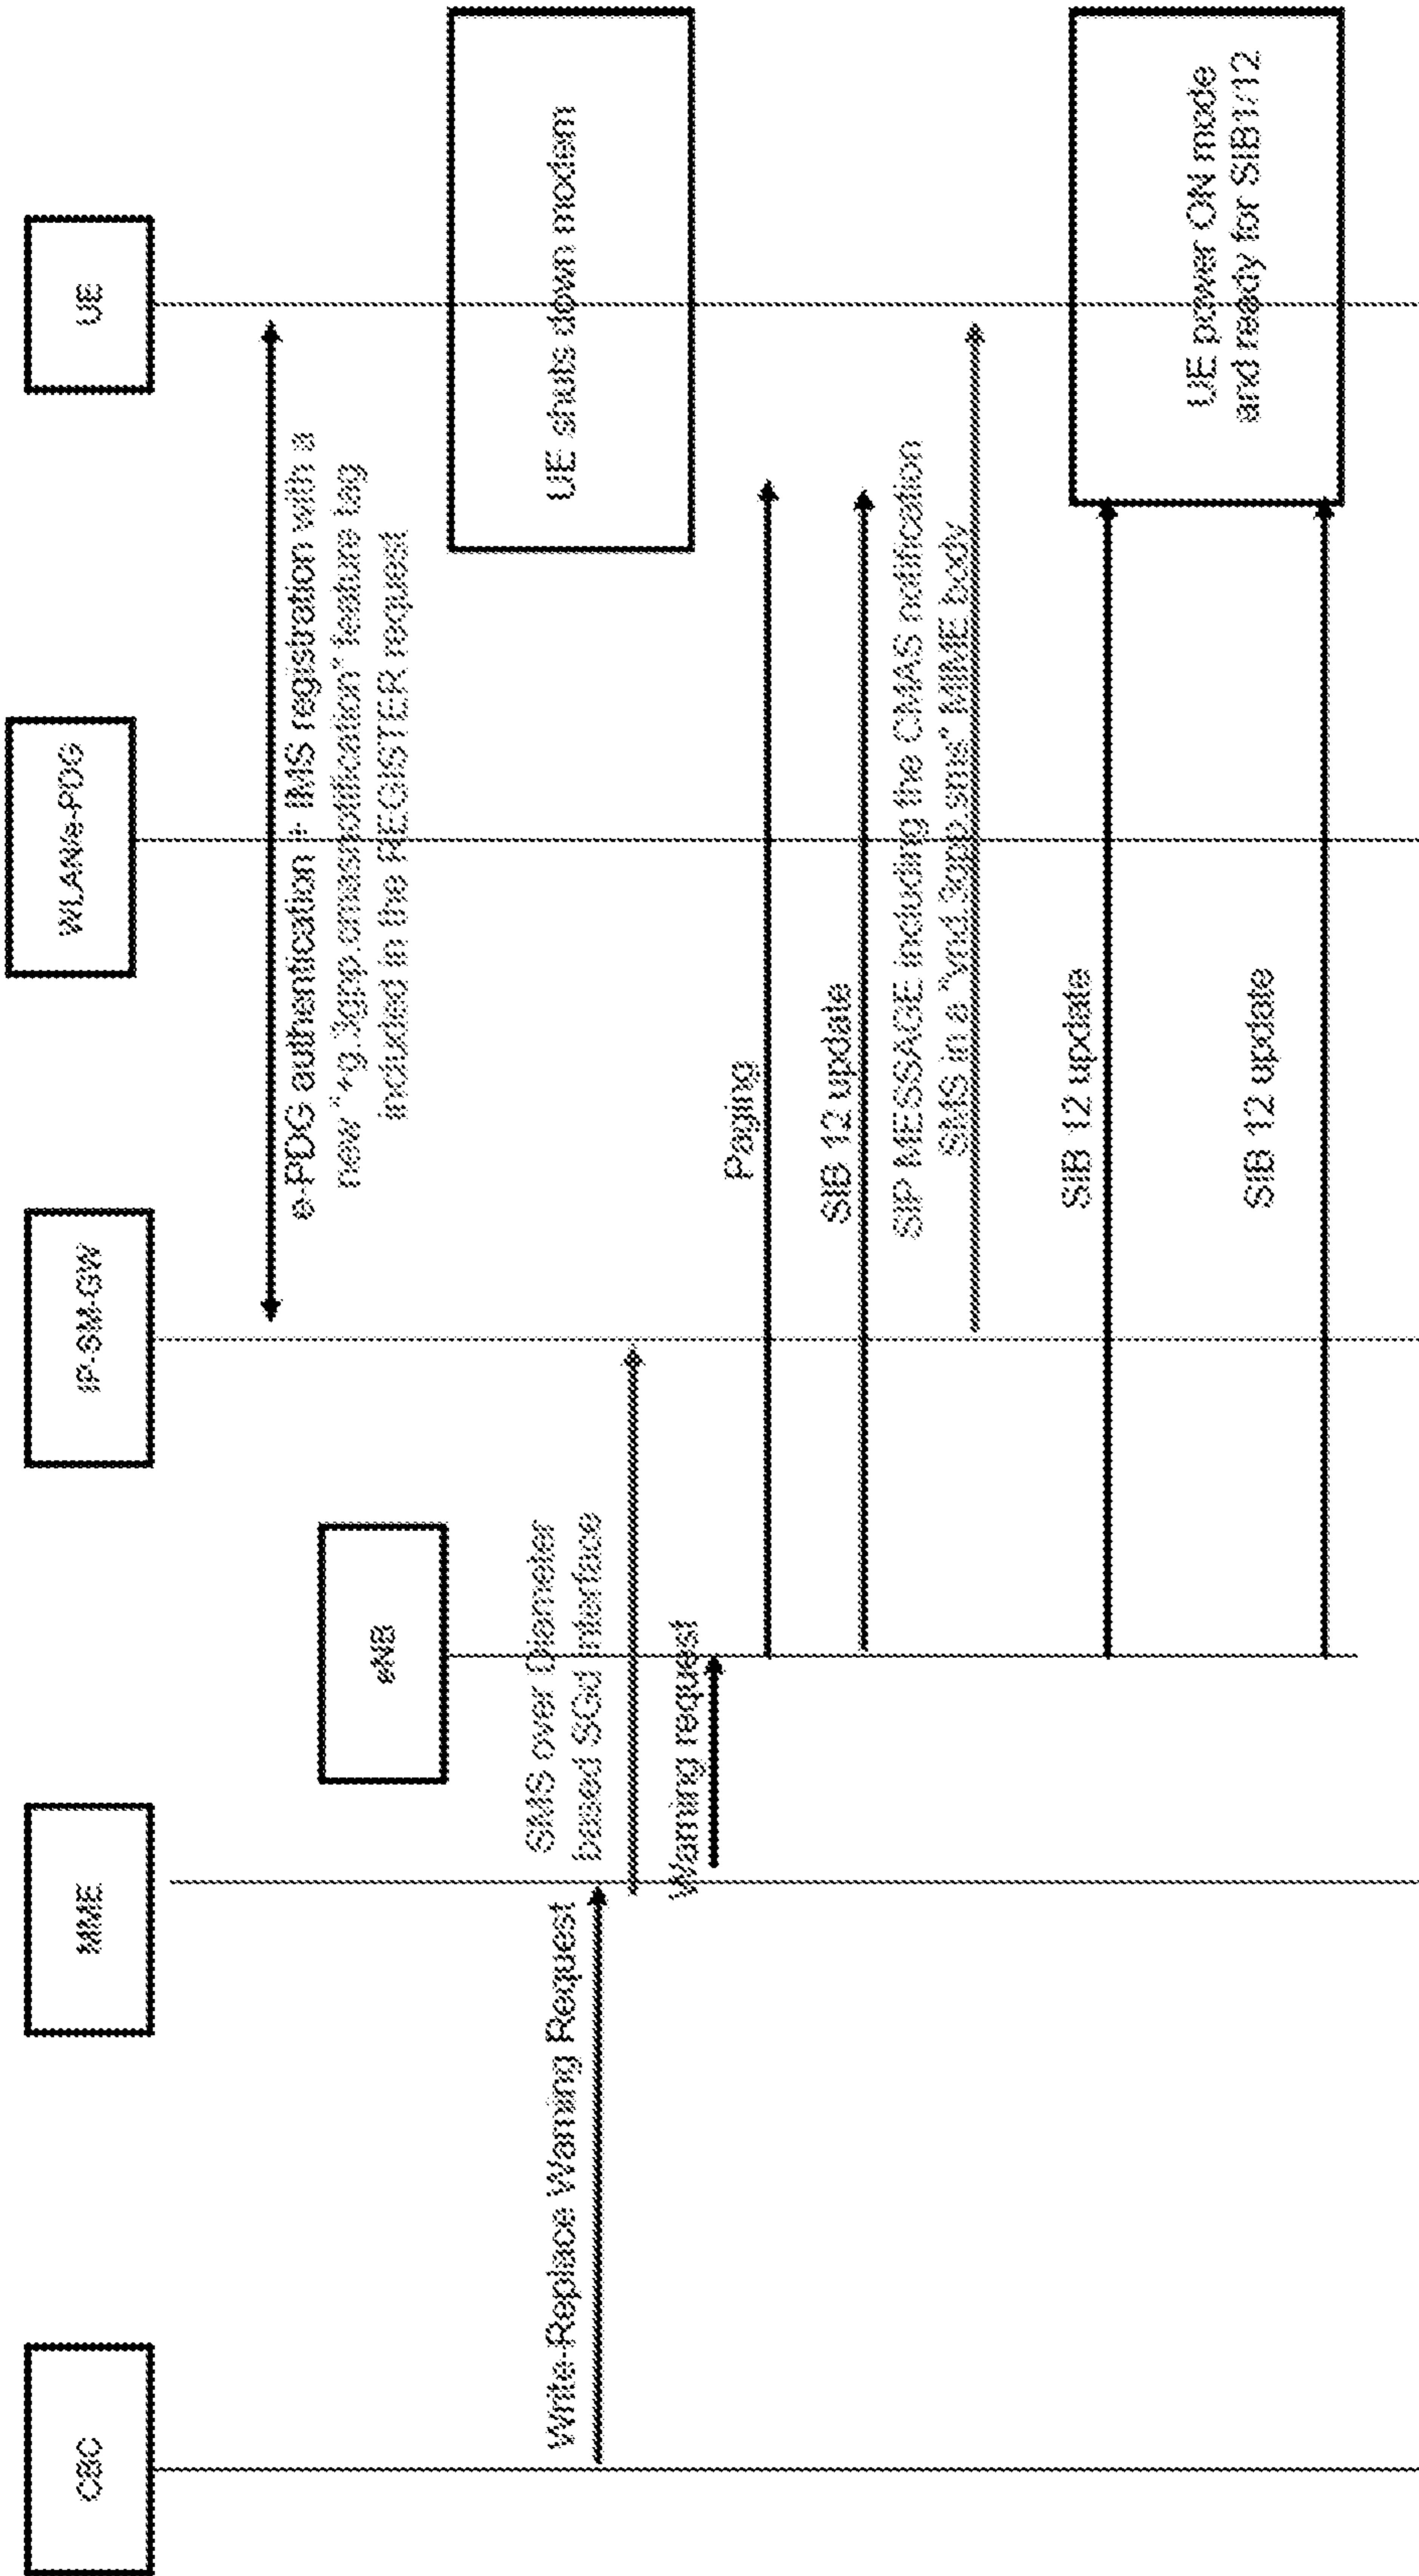 CBC
MME
eNB
IP-SM-GW
WLAN/e-PDG
UE
e-PDG authentication + IMS registration with a
new "+g.3gpp.cmasnotification" feature tag
included in the REGISTER request
UE shuts down modem
Write-Replace Warning Request
SMS over Diameter
based SGd interface
Warning request
Paging
SIB 12 update
SIP MESSAGE including the CMAS notification
SMS in a "vnd.3gpp.sms" MIME body
UE power ON mode
and ready for SIB1/12
SIB 12 update
SIB 12 update